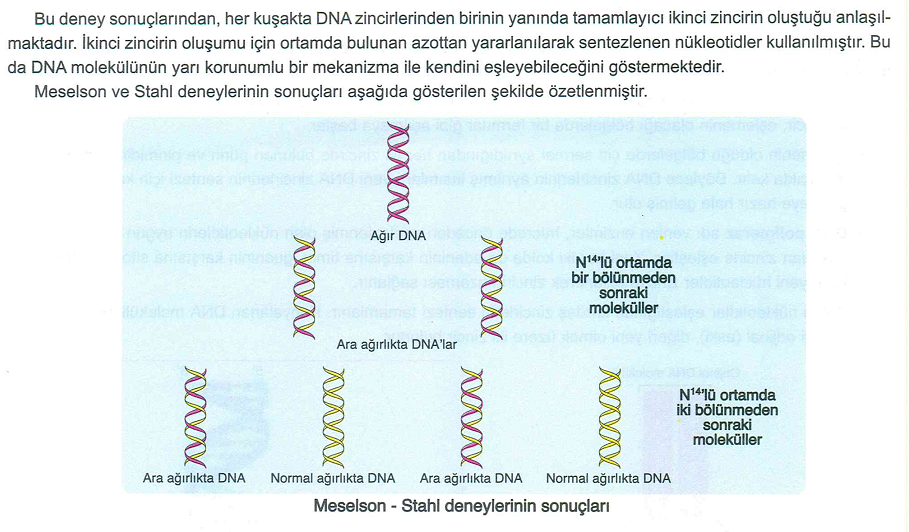 Bu deney sonuçlarından, her kuşakta DNA zincirlerinden birinin yanında tamamlayıcı ikinci zincirin oluştuğu anlaşıl-
maktadır. İkinci zincirin oluşumu için ortamda bulunan azottan yararlanılarak sentezlenen nükleotidler kullanılmıştır. Bu
da DNA molekülünün yarı korunumlu bir mekanizma ile kendini eşleyebileceğini göstermektedir.
Meselson ve Stahl deneylerinin sonuçları aşağıda gösterilen şekilde özetlenmiştir.
Ağır DNA
N¹⁴'lü ortamda
bir bölünmeden
sonraki
moleküller
Ara ağırlıkta DNA'lar
N¹⁴'lü ortamda
iki bölünmeden
sonraki
moleküller
Ara ağırlıkta DNA Normal ağırlıkta DNA Ara ağırlıkta DNA Normal ağırlıkta DNA
Meselson - Stahl deneylerinin sonuçları